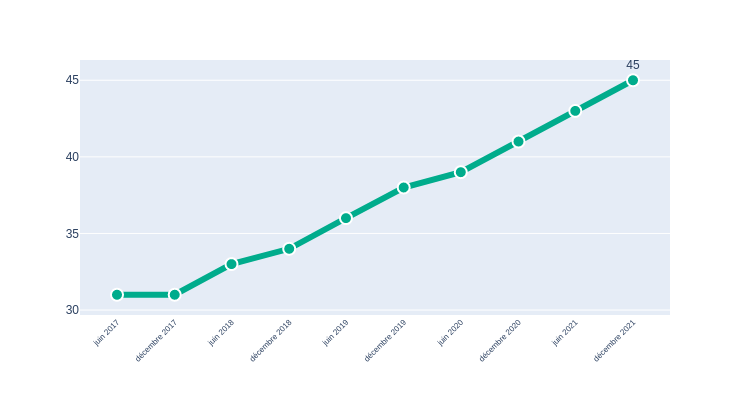 45
45
40
35
30
juin 2017
décembre 2017
juin 2018
décembre 2018
juin 2019
décembre 2019
juin 2020
décembre 2020
juin 2021
décembre 2021